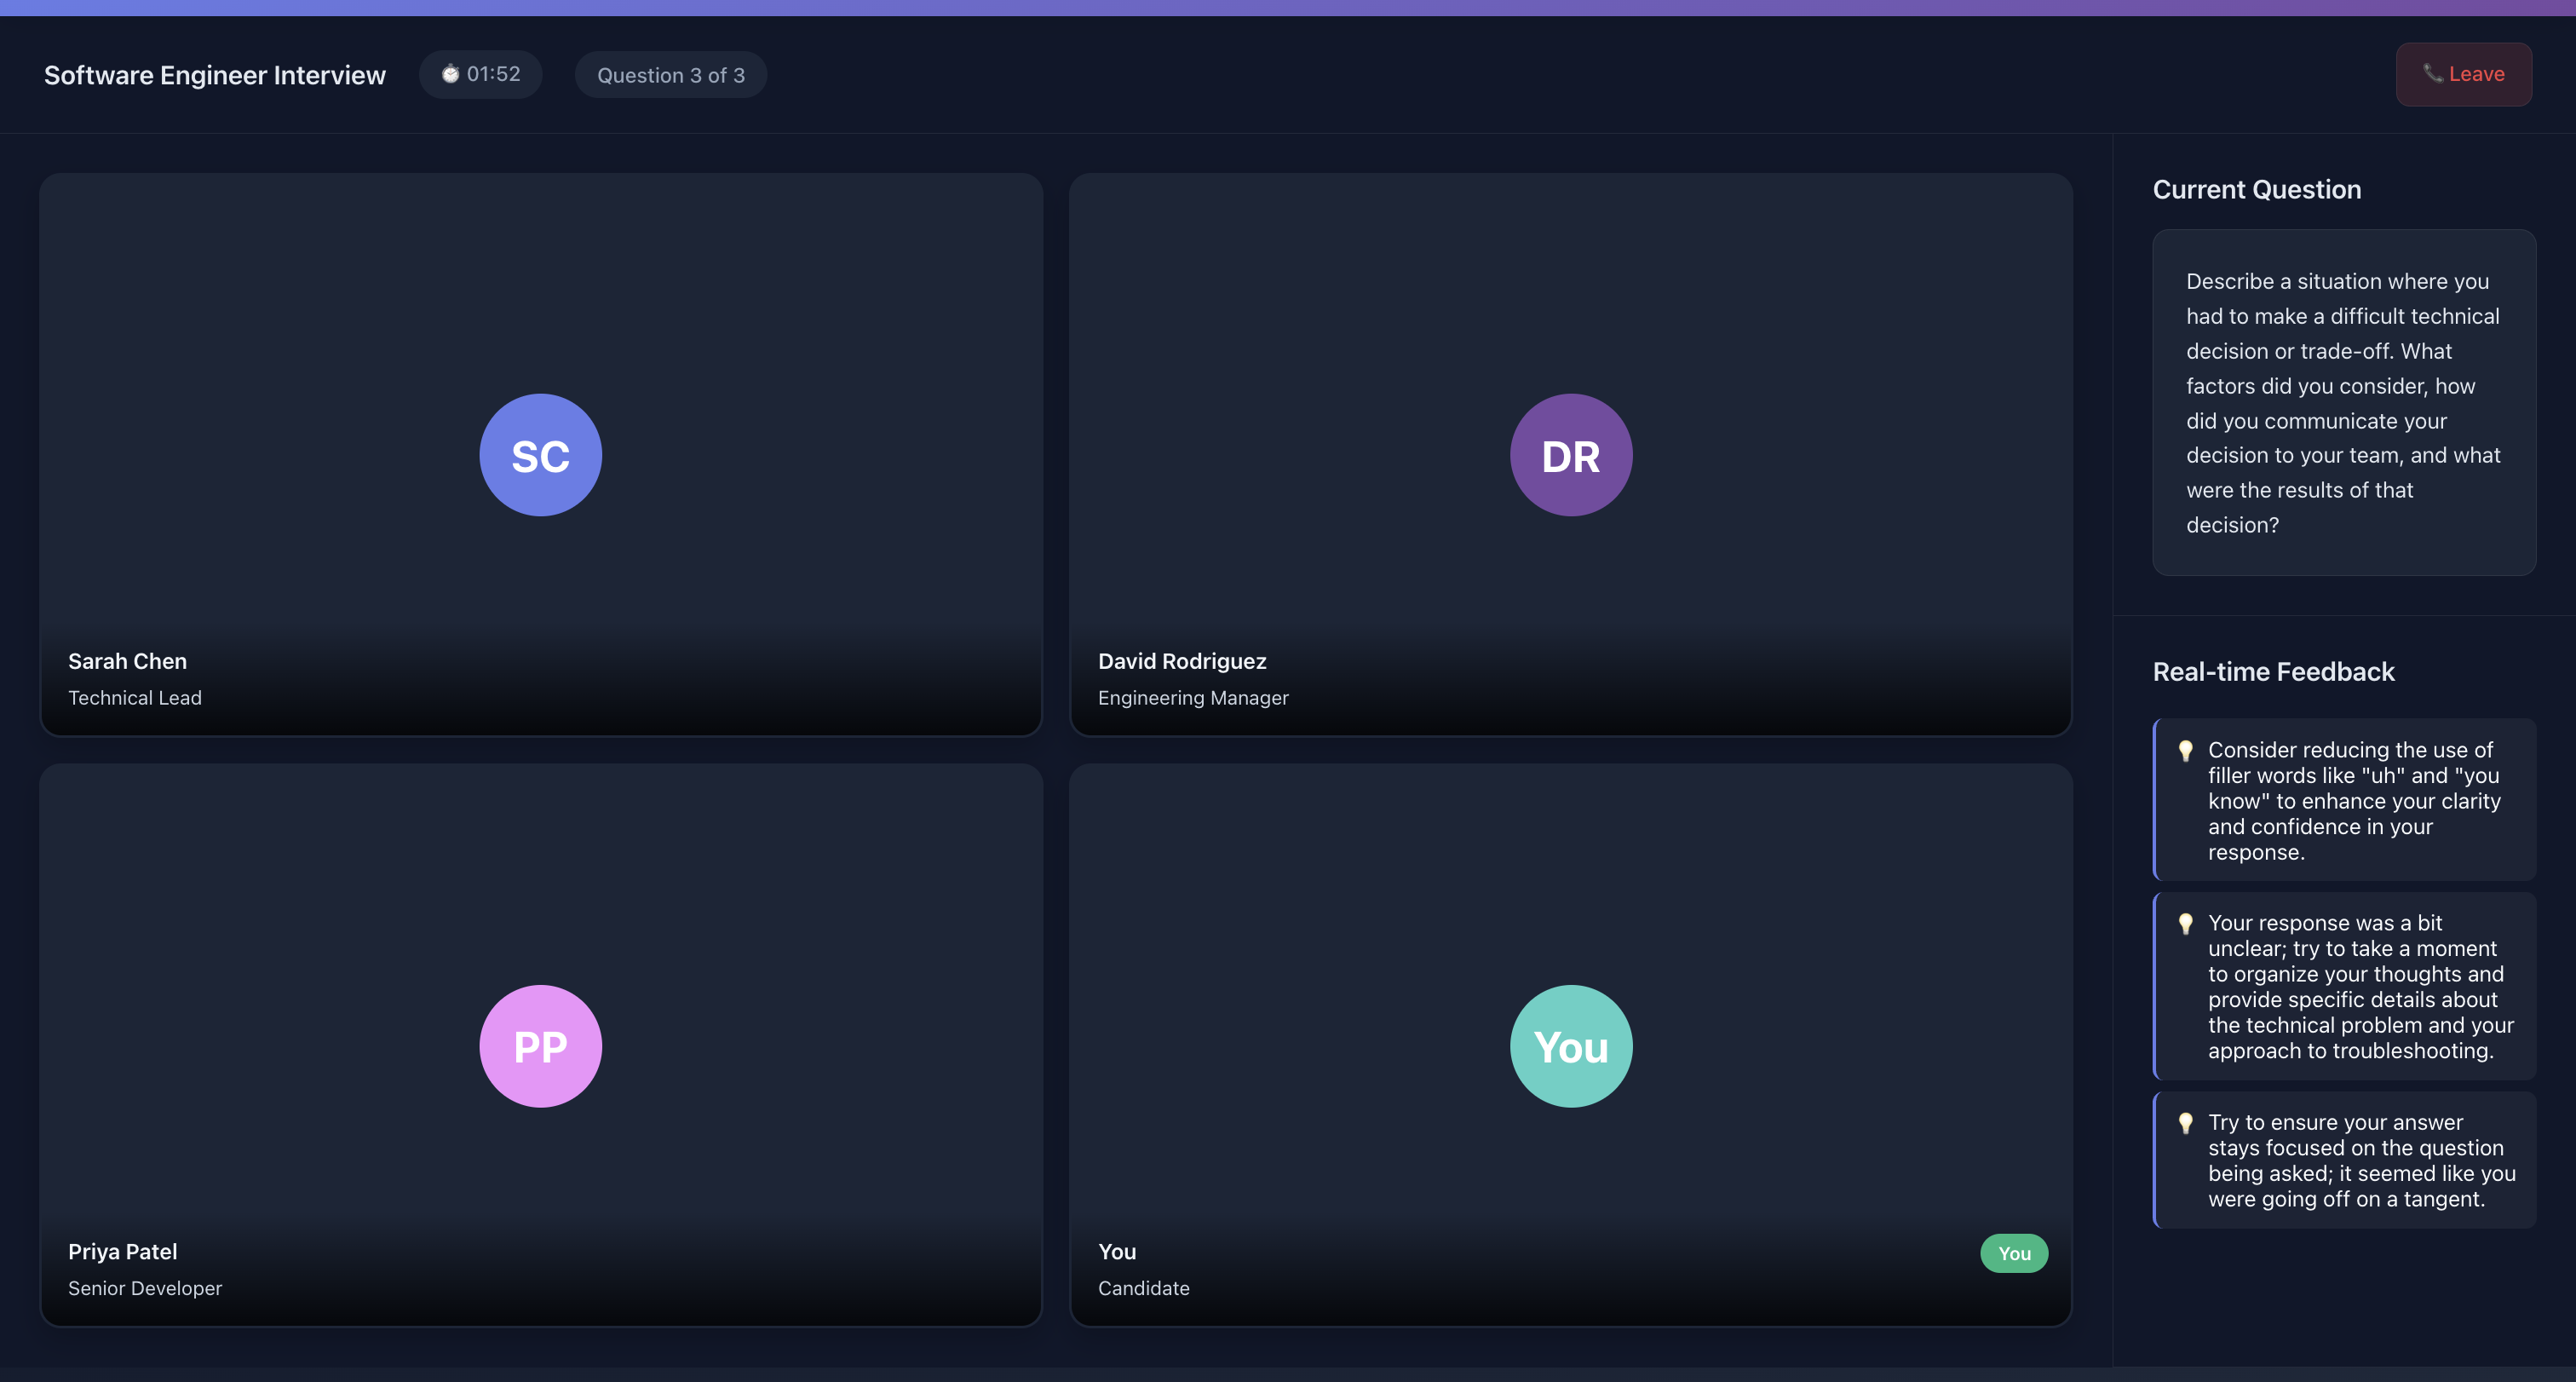 Software Engineer Interview
01:52
Question 3 of 3
Leave
SC
Sarah Chen
Technical Lead
DR
David Rodriguez
Engineering Manager
PP
Priya Patel
Senior Developer
You
You
Candidate
You
Current Question
Describe a situation where you
had to make a difficult technical
decision or trade-off. What
factors did you consider, how
did you communicate your
decision to your team, and what
were the results of that
decision?
Real-time Feedback
Consider reducing the use of
filler words like "uh" and "you
know" to enhance your clarity
and confidence in your
response.
Your response was a bit
unclear; try to take a moment
to organize your thoughts and
provide specific details about
the technical problem and your
approach to troubleshooting.
Try to ensure your answer
stays focused on the question
being asked; it seemed like you
were going off on a tangent.